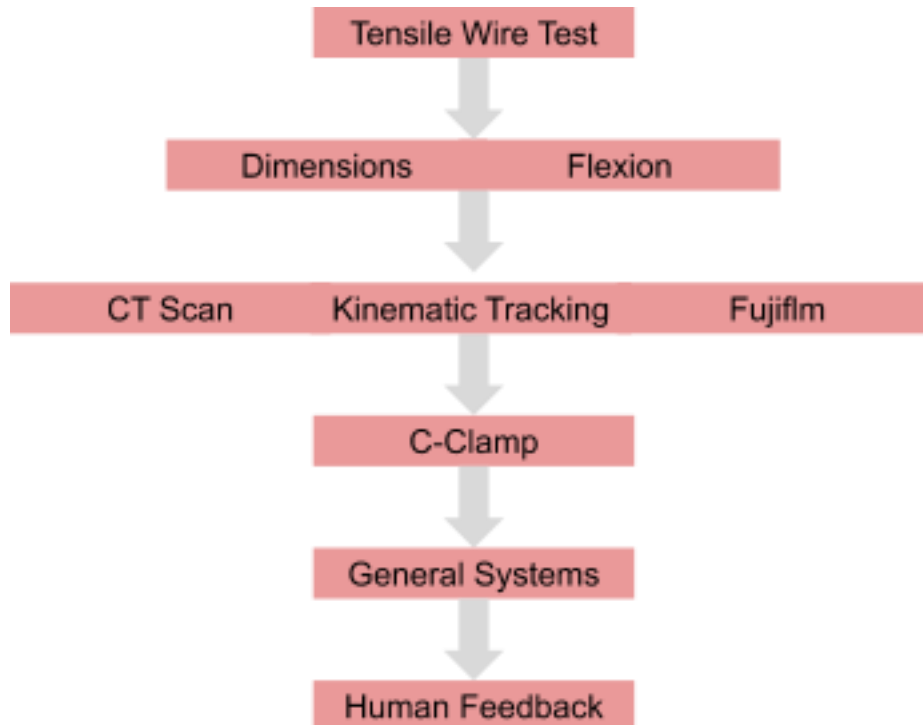 Tensile Wire Test
Dimensions Flexion
CT Scan Kinematic Tracking Fujiflm
C-Clamp
General Systems
Human Feedback